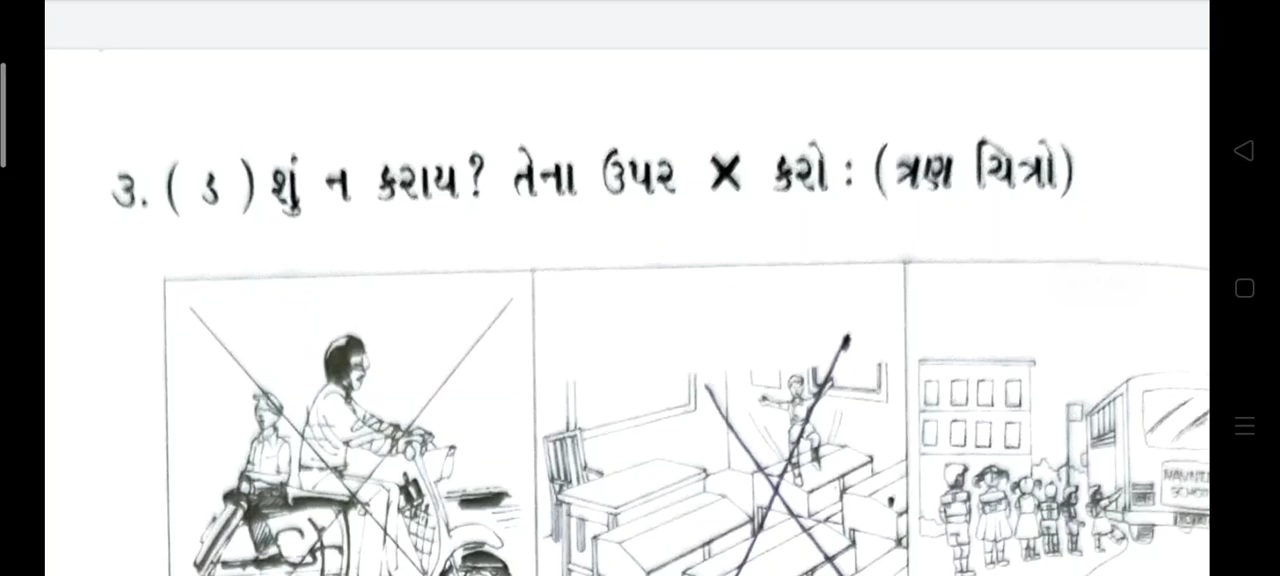 ૩. ( ડ ) શું ન કરાય? તેના ઉપર × કરો : (ત્રણ ચિત્રો)